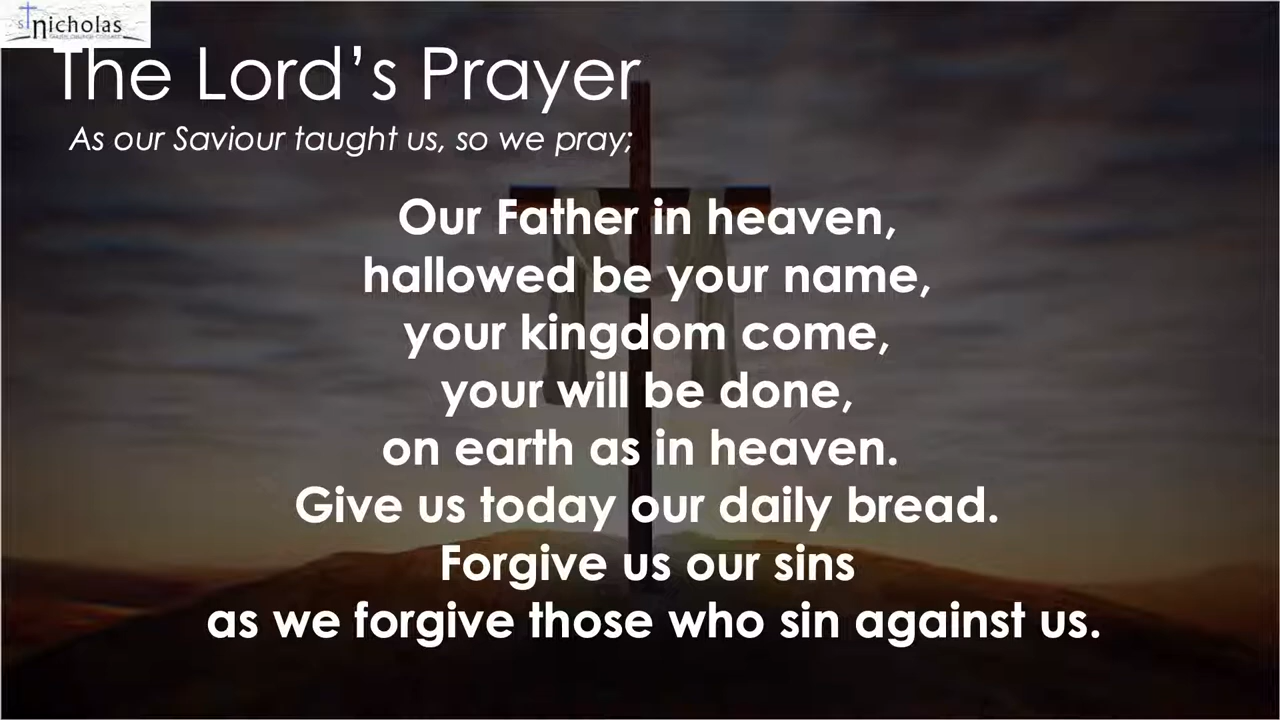 st nicholas
The Lord's Prayer
As our Saviour taught us, so we pray;
Our Father in heaven,
hallowed be your name,
your kingdom come,
your will be done,
on earth as in heaven.
Give us today our daily bread.
Forgive us our sins
as we forgive those who sin against us.